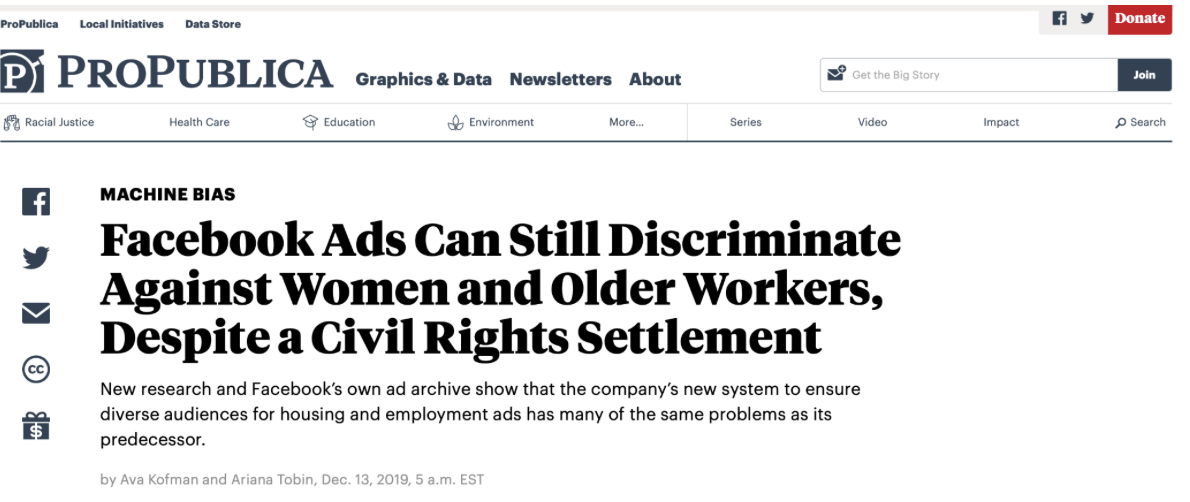 ProPublica Local Initiatives Data Store Donate
PROPUBLICA Graphics & Data Newsletters About Get the Big Story Join
Racial Justice Health Care Education Environment More... Series Video Impact Search
MACHINE BIAS
Facebook Ads Can Still Discriminate
Against Women and Older Workers,
Despite a Civil Rights Settlement
New research and Facebook’s own ad archive show that the company’s new system to ensure
diverse audiences for housing and employment ads has many of the same problems as its
predecessor.
by Ava Kofman and Ariana Tobin, Dec. 13, 2019, 5 a.m. EST